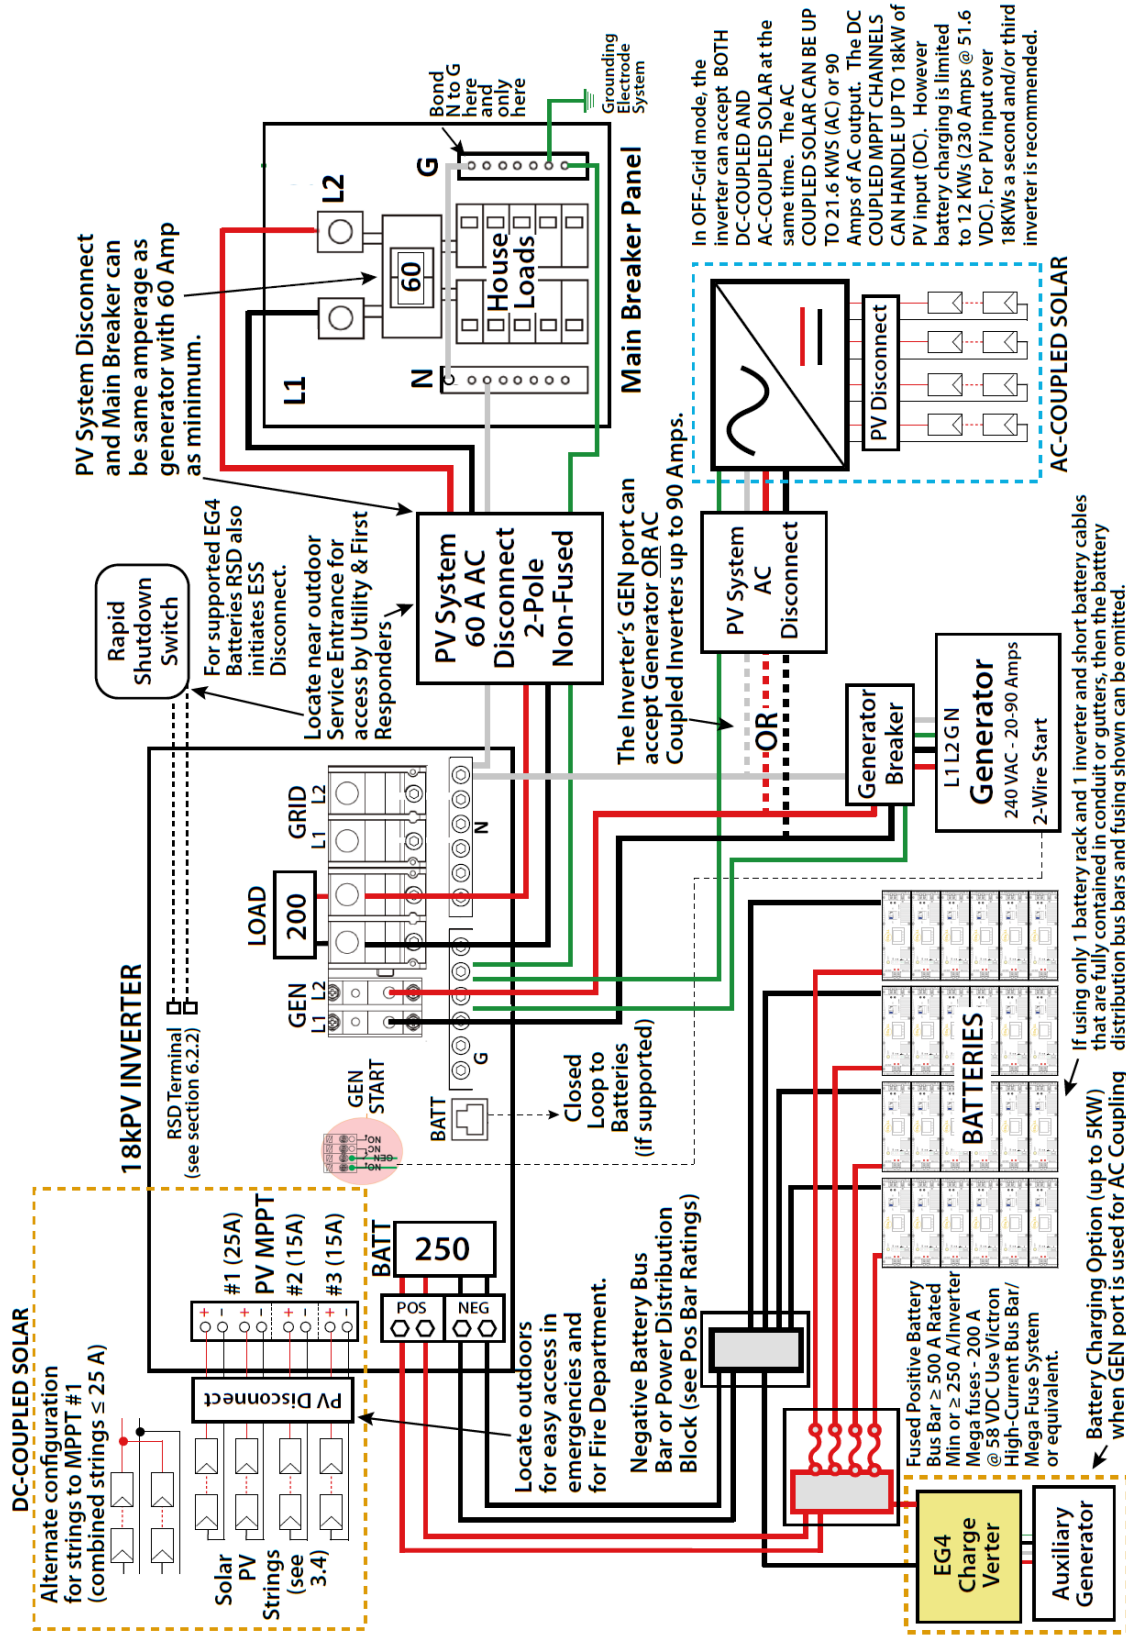 DC-COUPLED SOLAR
Alternate configuration
for strings to MPPT #1
(combined strings ≤ 25 A)
Solar
PV
Strings
(see
3.4)
PV Disconnect
+
-
+
-
+
-
+
-
#1 (25A)
PV MPPT
#2 (15A)
#3 (15A)
18kPV INVERTER
RSD Terminal
(see section 6.2.2)
Rapid
Shutdown
Switch
For supported EG4
Batteries RSD also
initiates ESS
Disconnect.
Locate near outdoor
Service Entrance for
access by Utility & First
Responders
PV System Disconnect
and Main Breaker can
be same amperage as
generator with 60 Amp
as minimum.
BATT
250
POS
NEG
GEN
START
NO
GEN
NC
NO
BATT
Closed
Loop to
Batteries
(if supported)
GEN
L1 L2
LOAD
200
GRID
L1 L2
G
N
PV System
60 A AC
Disconnect
2-Pole
Non-Fused
L1
L2
60
N
G
House
Loads
Main Breaker Panel
Bond
N to G
here
and
only
here
Grounding
Electrode
System
Locate outdoors
for easy access in
emergencies and
for Fire Department.
Negative Battery Bus
Bar or Power Distribution
Block (see Pos Bar Ratings)
The Inverter's GEN port can
accept Generator OR AC
Coupled Inverters up to 90 Amps.
OR
PV System
AC
Disconnect
PV Disconnect
AC-COUPLED SOLAR
In OFF-Grid mode, the
inverter can accept BOTH
DC-COUPLED AND
AC-COUPLED SOLAR at the
same time. The AC
COUPLED SOLAR CAN BE UP
TO 21.6 KWS (AC) or 90
Amps of AC output. The DC
COUPLED MPPT CHANNELS
CAN HANDLE UP TO 18kW of
PV input (DC). However
battery charging is limited
to 12 KWs (230 Amps @ 51.6
VDC). For PV input over
18KWs a second and/or third
inverter is recommended.
Generator
Breaker
L1 L2 G N
Generator
240 VAC - 20-90 Amps
2-Wire Start
BATTERIES
Fused Positive Battery
Bus Bar ≥ 500 A Rated
Min or ≥ 250 A/Inverter
Mega fuses - 200 A
@ 58 VDC Use Victron
High-Current Bus Bar/
Mega Fuse System
or equivalent.
EG4
Charge
Verter
Auxiliary
Generator
Battery Charging Option (up to 5KW)
when GEN port is used for AC Coupling
If using only 1 battery rack and 1 inverter and short battery cables
that are fully contained in conduit or gutters, then the batttery
distribution bus bars and fusing shown can be omitted.